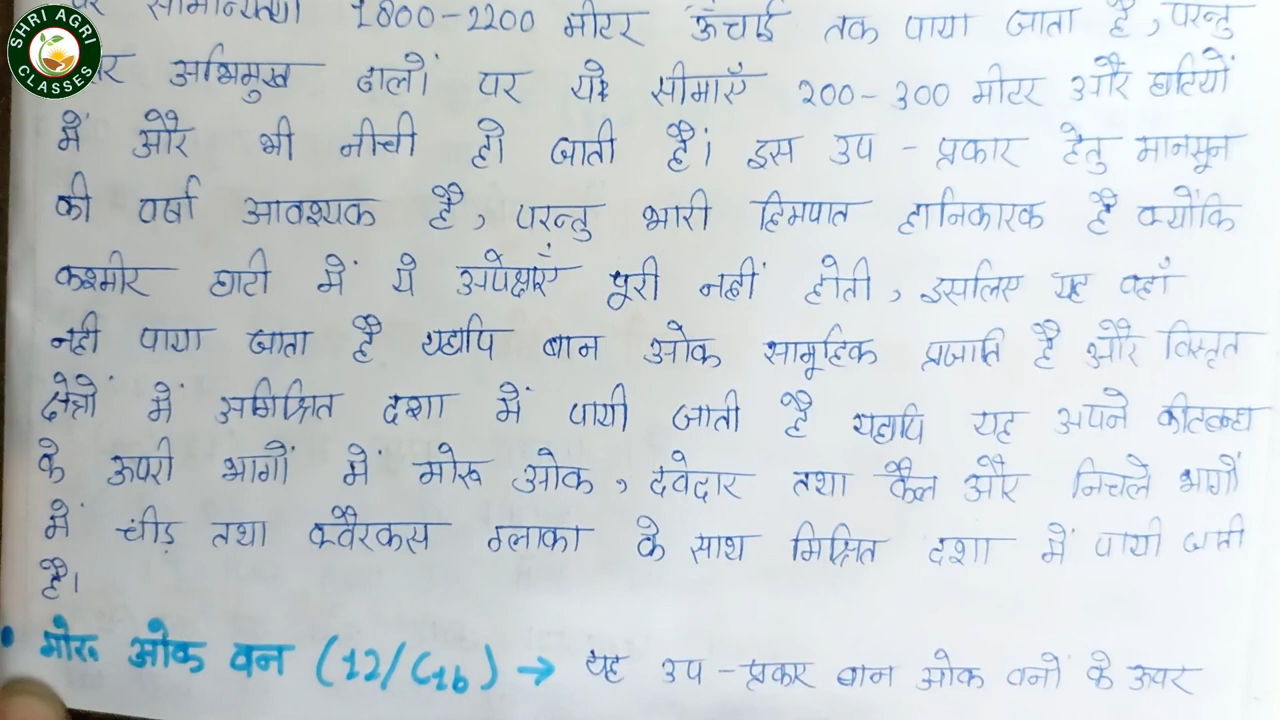 SHRI AGRI CLASSES
पर सामान्यतया 1800-2200 मीटर ऊँचाई तक पाया जाता है, परन्तु
अभिमुख ढालों पर ये सीमाएँ 200-300 मीटर और घाटियों
में और भी नीची हो जाती है। इस उप-प्रकार हेतु मानसून
की वर्षा आवश्यक है, परन्तु भारी हिमपात हानिकारक है क्योंकि
कश्मीर घाटी में ये अपेक्षाएँ पूरी नहीं होती, इसलिए यह वहाँ
नही पाया जाता है यद्यपि बान ओक सामूहिक प्रजाति है और विस्तृत
क्षेत्रों में अमिश्रित दशा में पायी जाती है यद्यपि यह अपने कटिबन्ध
के ऊपरी भागों में मोरू ओक, देवेदार तथा कैल और निचले भागों
में चीड़ तथा क्वैरकस ग्लाका के साथ मिश्रित दशा में पायी जाती
है।
• मोरू ओक वन (12/C1b) → यह उप-प्रकार बान ओक वनों के ऊपर